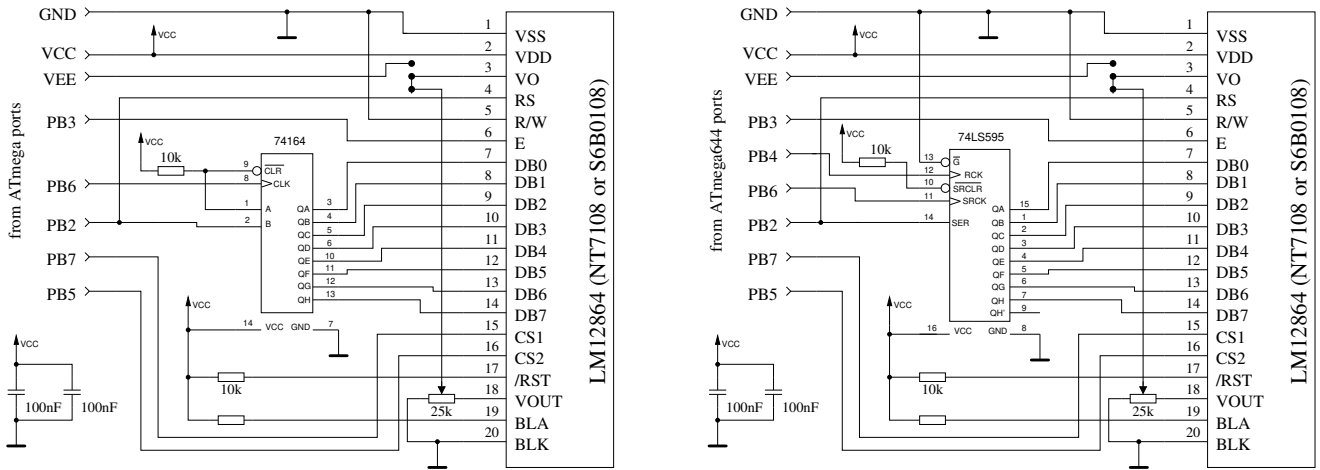 GND
VCC
VCC
VEE
from ATmega ports
PB3
PB6
PB2
PB7
PB5
74164
VCC
10k
9 CLR
8 CLK
1 A
2 B
QA 3
QB 4
QC 5
QD 6
QE 10
QF 11
QG 12
QH 13
14 VCC GND 7
VCC
VCC
100nF 100nF
10k
25k
1 VSS
2 VDD
3 VO
4 RS
5 R/W
6 E
7 DB0
8 DB1
9 DB2
10 DB3
11 DB4
12 DB5
13 DB6
14 DB7
15 CS1
16 CS2
17 /RST
18 VOUT
19 BLA
20 BLK
LM12864 (NT7108 or S6B0108)
GND
VCC
VCC
VEE
from ATmega644 ports
PB3
PB4
PB6
PB2
PB7
PB5
74LS595
VCC
10k
13 G
12 RCK
10 SRCLR
11 SRCK
14 SER
QA 15
QB 1
QC 2
QD 3
QE 4
QF 5
QG 6
QH 7
QH' 9
16 VCC GND 8
VCC
VCC
100nF 100nF
10k
25k
1 VSS
2 VDD
3 VO
4 RS
5 R/W
6 E
7 DB0
8 DB1
9 DB2
10 DB3
11 DB4
12 DB5
13 DB6
14 DB7
15 CS1
16 CS2
17 /RST
18 VOUT
19 BLA
20 BLK
LM12864 (NT7108 or S6B0108)